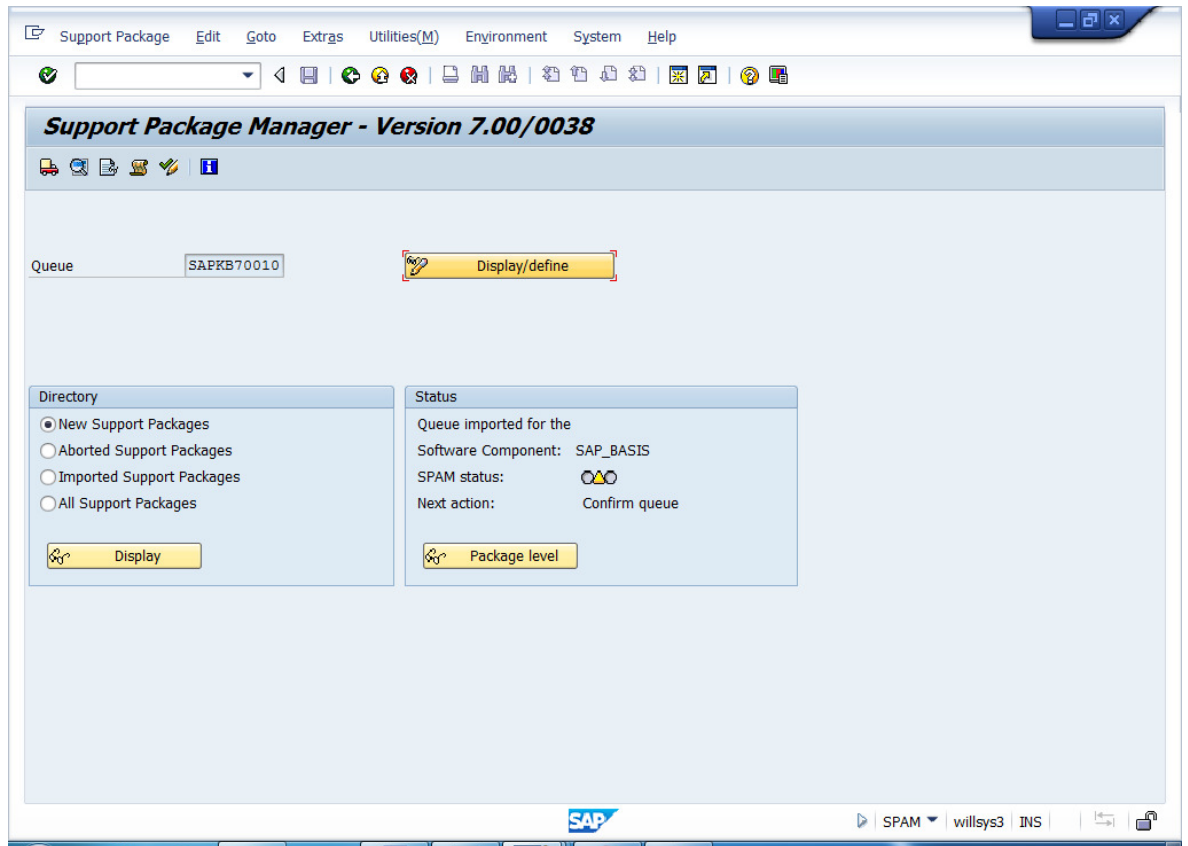 Support Package Edit Goto Extras Utilities(M) Environment System Help
Support Package Manager - Version 7.00/0038
Queue SAPKB70010 Display/define
Directory
New Support Packages
Aborted Support Packages
Imported Support Packages
All Support Packages
Display
Status
Queue imported for the
Software Component: SAP_BASIS
SPAM status:
Next action: Confirm queue
Package level
SAP
SPAM willsys3 INS